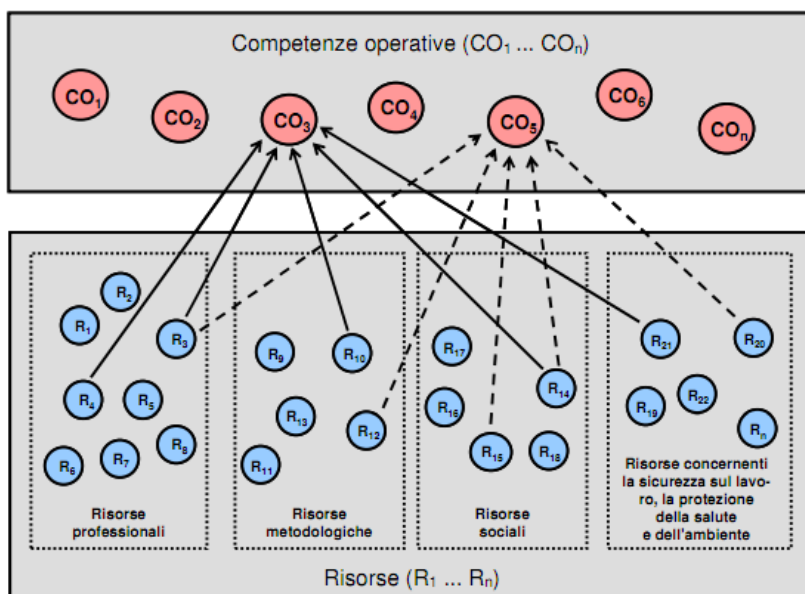 Competenze operative (CO₁ ... COₙ)
CO₁
CO₂
CO₃
CO₄
CO₅
CO₆
COₙ
R₁
R₂
R₃
R₄
R₅
R₆
R₇
R₈
Risorse
professionali
R₉
R₁₀
R₁₃
R₁₂
R₁₁
Risorse
metodologiche
R₁₇
R₁₄
R₁₆
R₁₅
R₁₈
Risorse
sociali
R₂₁
R₂₀
R₁₉
R₂₂
Rₙ
Risorse concernenti
la sicurezza sul lavo-
ro, la protezione
della salute
e dell'ambiente
Risorse (R₁ ... Rₙ)